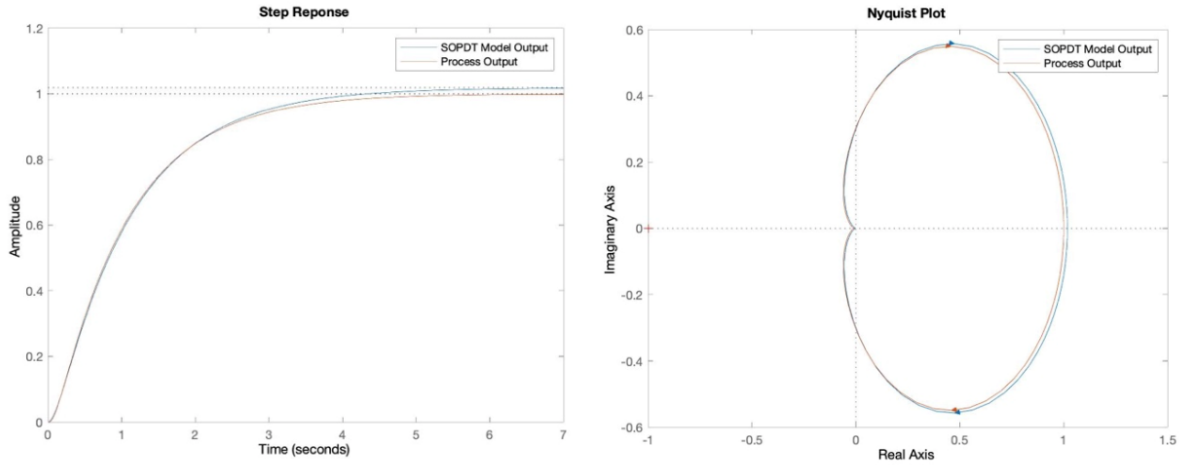 Step Reponse
SOPDT Model Output
Process Output
1.2
1
0.8
0.6
0.4
0.2
0
Amplitude
0 1 2 3 4 5 6 7
Time (seconds)
Nyquist Plot
SOPDT Model Output
Process Output
0.6
0.4
0.2
0
-0.2
-0.4
-0.6
Imaginary Axis
-1 -0.5 0 0.5 1 1.5
Real Axis